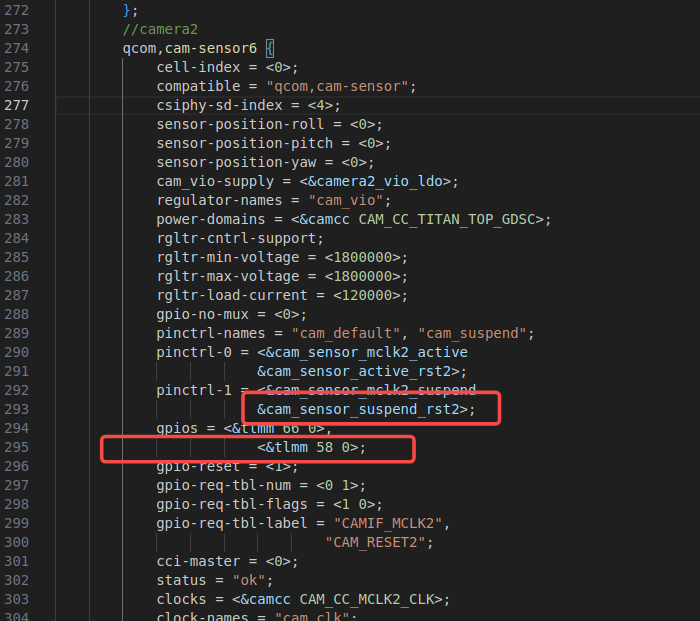 272 };
273 //camera2
274 qcom,cam-sensor6 {
275 cell-index = <0>;
276 compatible = "qcom,cam-sensor";
277 csiphy-sd-index = <4>;
278 sensor-position-roll = <0>;
279 sensor-position-pitch = <0>;
280 sensor-position-yaw = <0>;
281 cam_vio-supply = <&camera2_vio_ldo>;
282 regulator-names = "cam_vio";
283 power-domains = <&camcc CAM_CC_TITAN_TOP_GDSC>;
284 rgltr-cntrl-support;
285 rgltr-min-voltage = <1800000>;
286 rgltr-max-voltage = <1800000>;
287 rgltr-load-current = <120000>;
288 gpio-no-mux = <0>;
289 pinctrl-names = "cam_default", "cam_suspend";
290 pinctrl-0 = <&cam_sensor_mclk2_active
291 &cam_sensor_active_rst2>;
292 pinctrl-1 = <&cam_sensor_mclk2_suspend
293 &cam_sensor_suspend_rst2>;
294 gpios = <&tlmm 66 0>,
295 <&tlmm 58 0>;
296 gpio-reset = <1>;
297 gpio-req-tbl-num = <0 1>;
298 gpio-req-tbl-flags = <1 0>;
299 gpio-req-tbl-label = "CAMIF_MCLK2",
300 "CAM_RESET2";
301 cci-master = <0>;
302 status = "ok";
303 clocks = <&camcc CAM_CC_MCLK2_CLK>;
304 clock-names = "cam_clk";